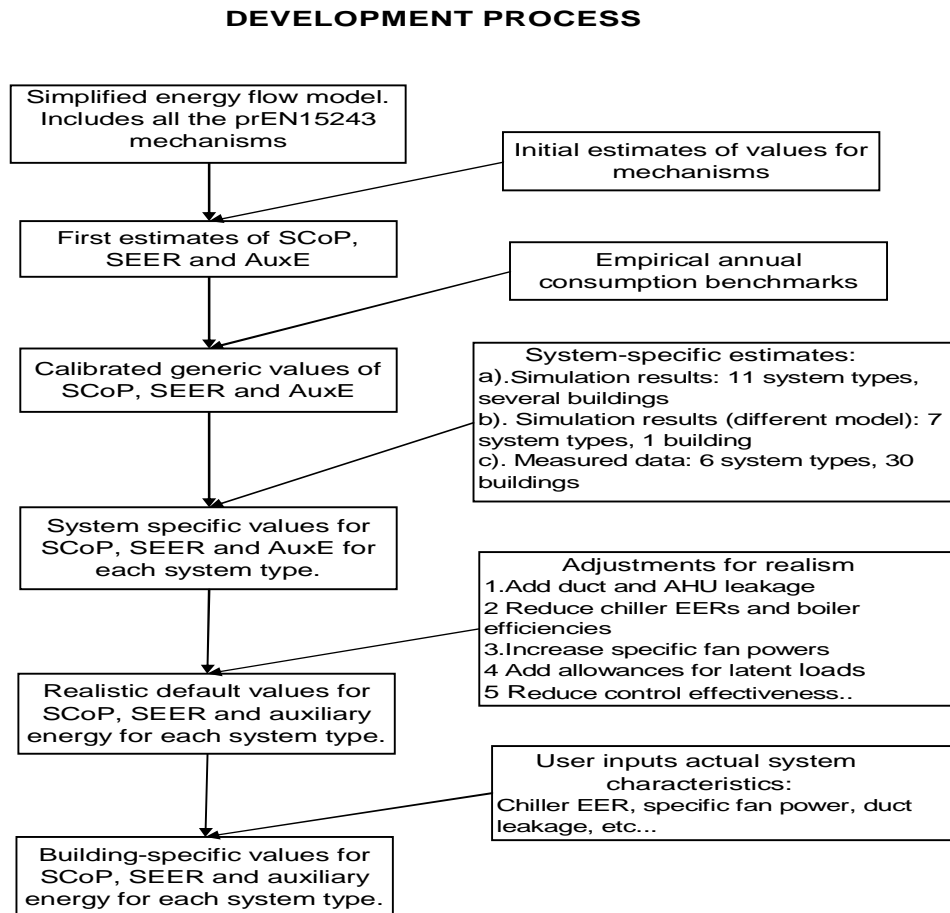 DEVELOPMENT PROCESS
Simplified energy flow model.
Includes all the prEN15243
mechanisms
Initial estimates of values for
mechanisms
First estimates of SCoP,
SEER and AuxE
Empirical annual
consumption benchmarks
Calibrated generic values of
SCoP, SEER and AuxE
System-specific estimates:
a).Simulation results: 11 system types,
several buildings
b). Simulation results (different model): 7
system types, 1 building
c). Measured data: 6 system types, 30
buildings
System specific values for
SCoP, SEER and AuxE for
each system type.
Adjustments for realism
1.Add duct and AHU leakage
2 Reduce chiller EERs and boiler
efficiencies
3.Increase specific fan powers
4 Add allowances for latent loads
5 Reduce control effectiveness..
Realistic default values for
SCoP, SEER and auxiliary
energy for each system type.
User inputs actual system
characteristics:
Chiller EER, specific fan power, duct
leakage, etc...
Building-specific values for
SCoP, SEER and auxiliary
energy for each system type.